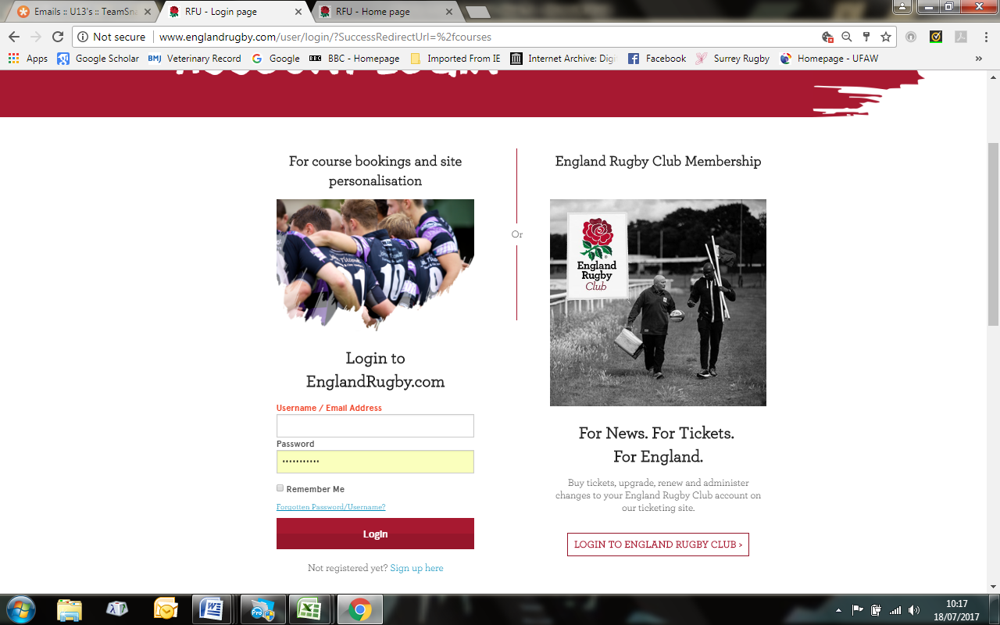 Emails :: U13's :: TeamSna
RFU - Login page
RFU - Home page
Not secure
www.englandrugby.com/user/login/?SuccessRedirectUrl=%2fcourses
Apps
Google Scholar
BMJ Veterinary Record
Google
BBC - Homepage
Imported From IE
Internet Archive: Digi
Facebook
Surrey Rugby
Homepage - UFAW
»
ACCOUNT LOGIN
For course bookings and site
personalisation
Or
England Rugby Club Membership
10
England
Rugby
Club
Login to
EnglandRugby.com
Username / Email Address
Password
•••••••••••
Remember Me
Forgotten Password/Username?
Login
Not registered yet? Sign up here
For News. For Tickets.
For England.
Buy tickets, upgrade, renew and administer
changes to your England Rugby Club account on
our ticketing site.
LOGIN TO ENGLAND RUGBY CLUB >
10:17
18/07/2017